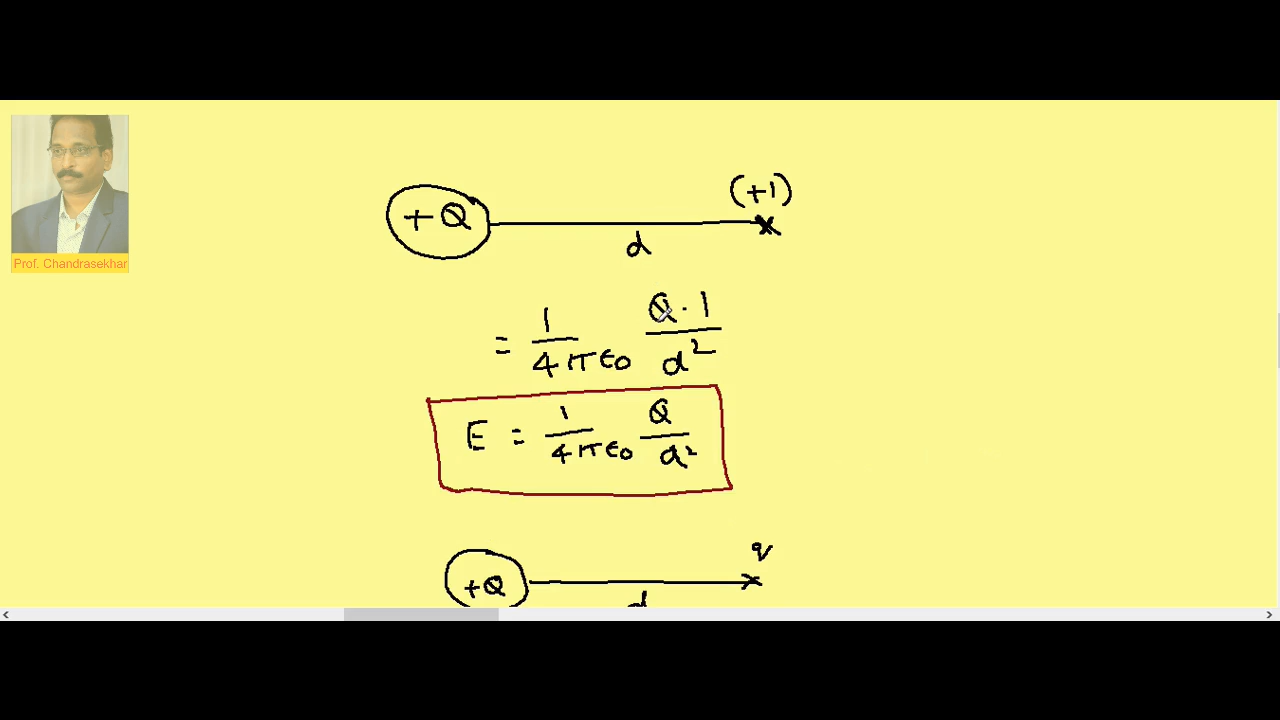 Prof. Chandrasekhar
(+1)
+Q
d
= 1/4πϵ0 Q·1/d²
E = 1/4πϵ0 Q/d²
q
+Q
d